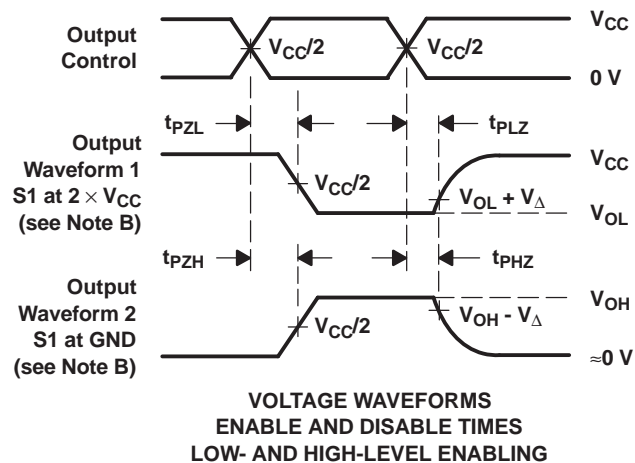 Output
Control
V_CC/2
V_CC/2
V_CC
0 V
t_PZL
t_PLZ
Output
Waveform 1
S1 at 2 × V_CC
(see Note B)
V_CC/2
V_CC
V_OL + V_Δ
V_OL
t_PZH
t_PHZ
Output
Waveform 2
S1 at GND
(see Note B)
V_CC/2
V_OH
V_OH - V_Δ
≈0 V
VOLTAGE WAVEFORMS
ENABLE AND DISABLE TIMES
LOW- AND HIGH-LEVEL ENABLING